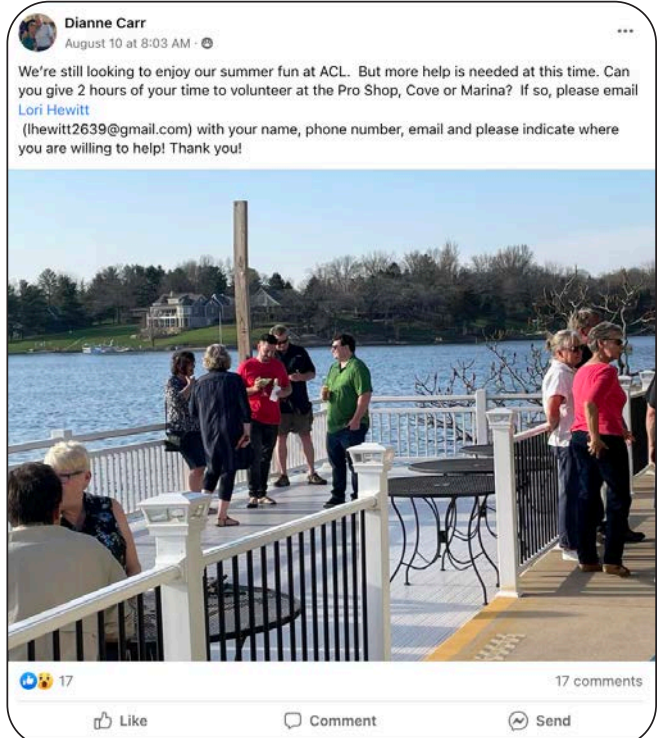 Dianne Carr
August 10 at 8:03 AM ·
We're still looking to enjoy our summer fun at ACL.  But more help is needed at this time. Can
you give 2 hours of your time to volunteer at the Pro Shop, Cove or Marina?  If so, please email
Lori Hewitt
(lhewitt2639@gmail.com) with your name, phone number, email and please indicate where
you are willing to help! Thank you!
17
17 comments
Like
Comment
Send